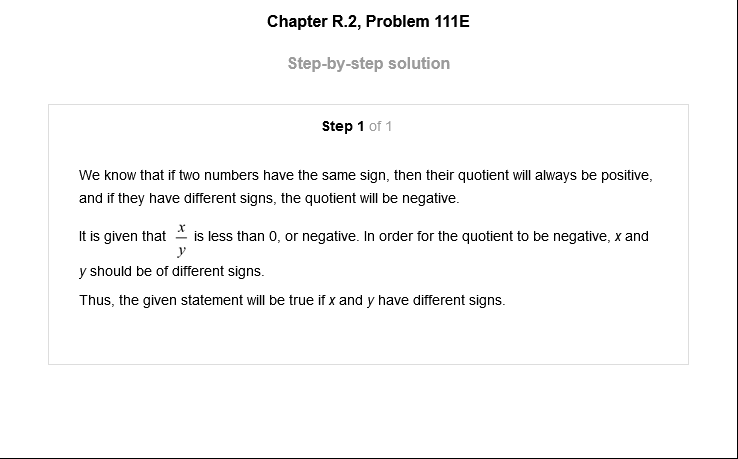 Chapter R.2, Problem 111E
Step-by-step solution
Step 1 of 1
We know that if two numbers have the same sign, then their quotient will always be positive,
and if they have different signs, the quotient will be negative.
It is given that x/y is less than 0, or negative. In order for the quotient to be negative, x and
y should be of different signs.
Thus, the given statement will be true if x and y have different signs.